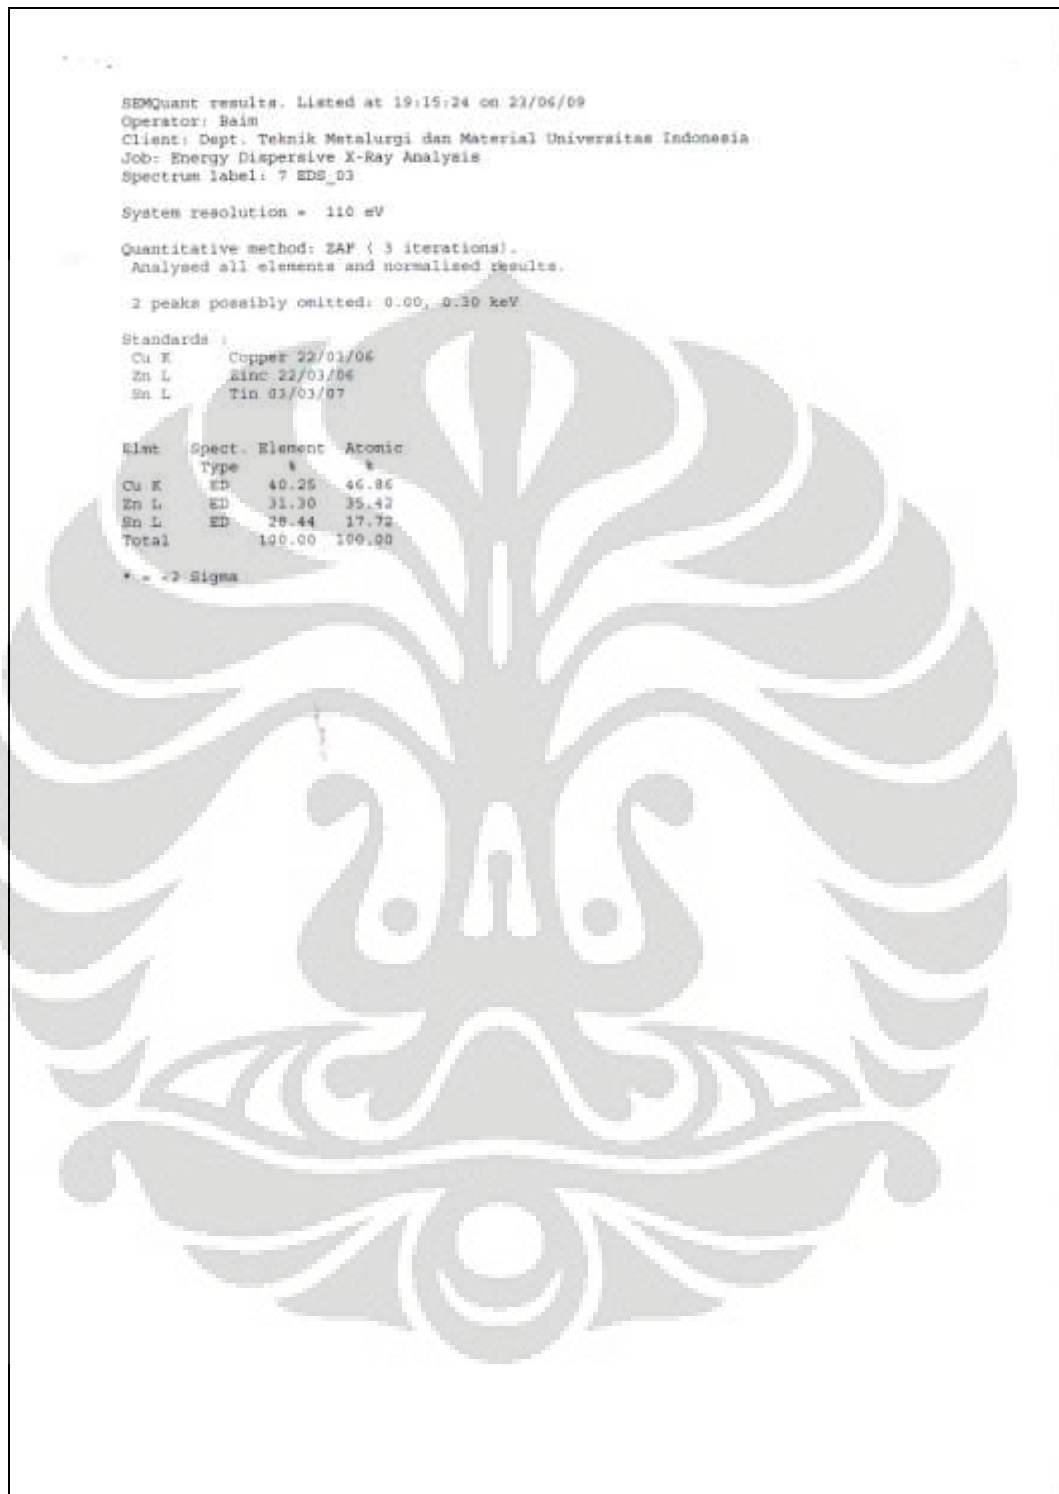 SEMQuant results. Listed at 19:15:24 on 23/06/09
Operator: Baim
Client: Dept. Teknik Metalurgi dan Material Universitas Indonesia
Job: Energy Dispersive X-Ray Analysis
Spectrum label: 7 EDS_03
System resolution = 110 eV
Quantitative method: ZAF ( 3 iterations).
Analysed all elements and normalised results.
2 peaks possibly omitted: 0.00, 0.30 keV
Standards :
Cu K Copper 22/03/06
Zn L Zinc 22/03/06
Sn L Tin 03/03/07
Elmt Spect. Element Atomic
Type % %
Cu K ED 40.25 46.86
Zn L ED 31.30 35.42
Sn L ED 28.44 17.72
Total 100.00 100.00
* = <2 Sigma